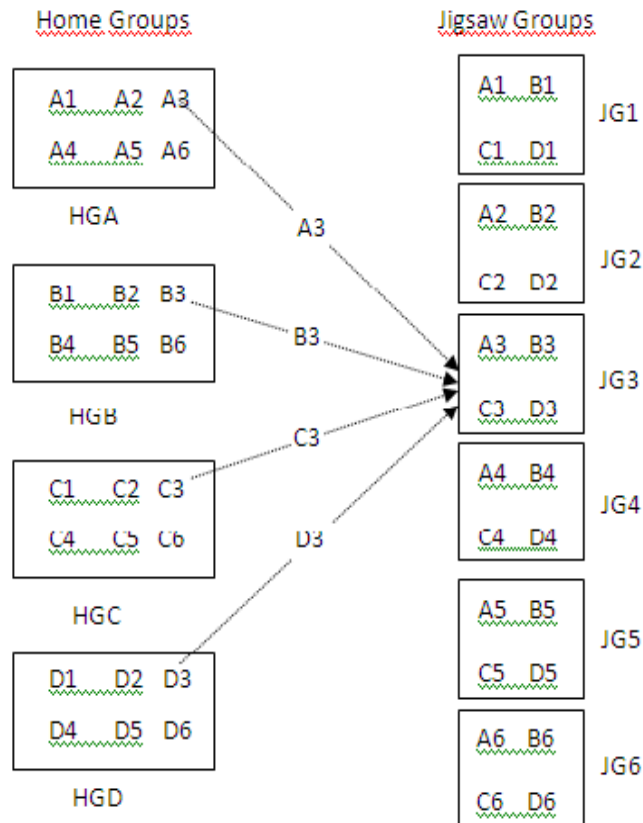 Home Groups
A1 A2 A3
A4 A5 A6
HGA
B1 B2 B3
B4 B5 B6
HGB
C1 C2 C3
C4 C5 C6
HGC
D1 D2 D3
D4 D5 D6
HGD
A3
B3
C3
D3
Jigsaw Groups
A1 B1
C1 D1
JG1
A2 B2
C2 D2
JG2
A3 B3
C3 D3
JG3
A4 B4
C4 D4
JG4
A5 B5
C5 D5
JG5
A6 B6
C6 D6
JG6